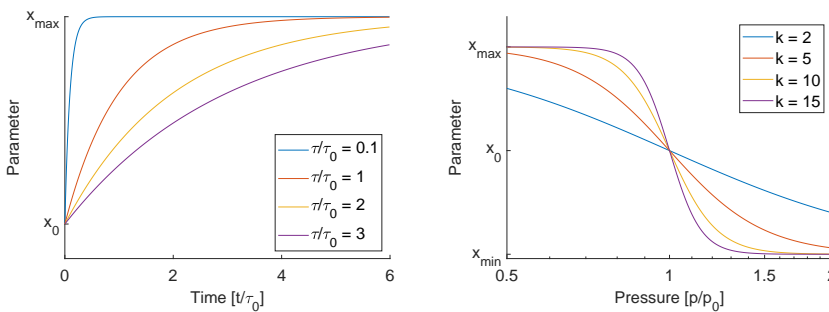 x_max
x_0
Parameter
0
2
4
6
Time [t/τ_0]
τ/τ_0 = 0.1
τ/τ_0 = 1
τ/τ_0 = 2
τ/τ_0 = 3
x_max
x_0
x_min
Parameter
0.5
1
1.5
2
Pressure [p/p_0]
k = 2
k = 5
k = 10
k = 15